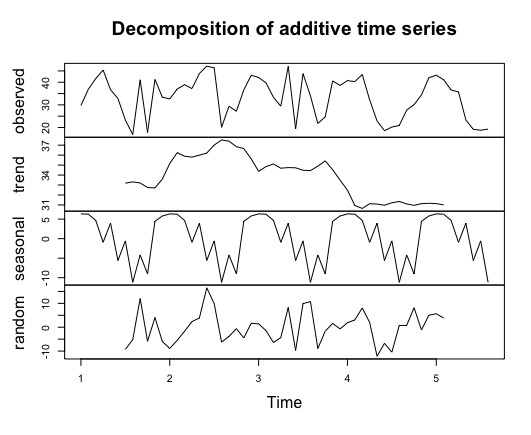 Decomposition of additive time series
observed
20 30 40
trend
31 34 37
seasonal
-10 0 5
random
-10 0 10
1 2 3 4 5
Time